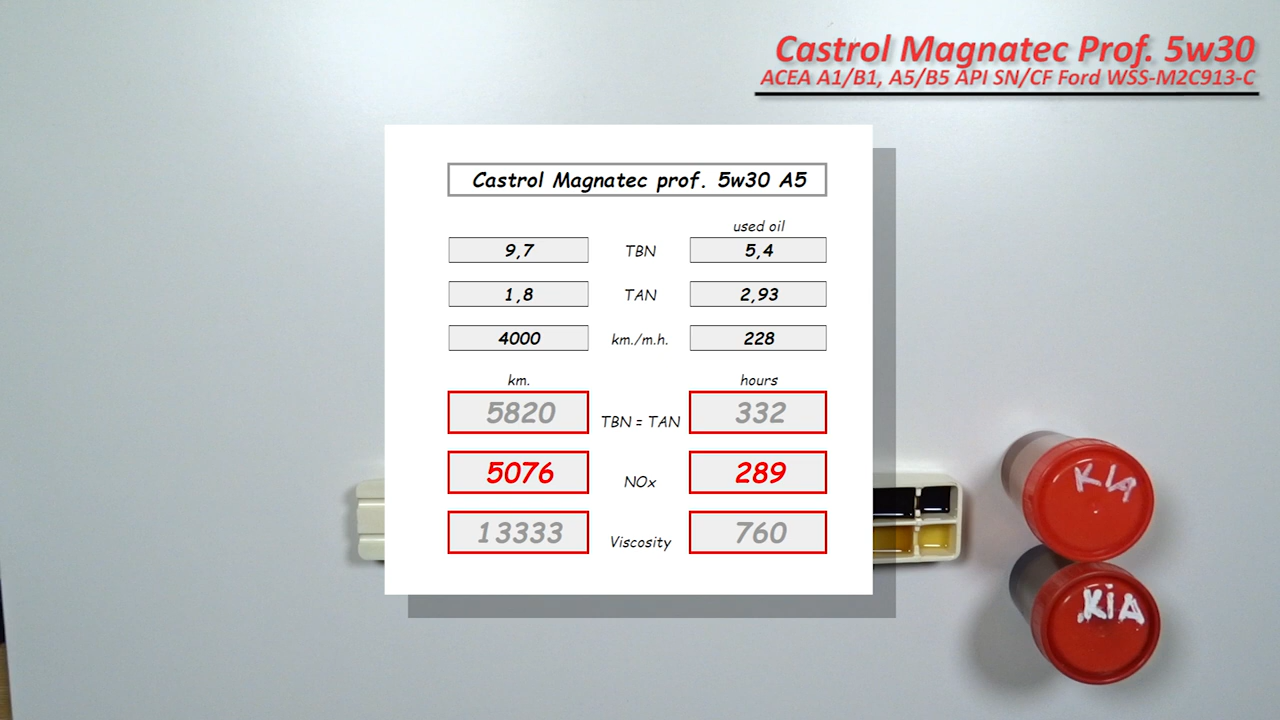 Castrol Magnatec Prof. 5w30
ACEA A1/B1, A5/B5 API SN/CF Ford WSS-M2C913-C
Castrol Magnatec prof. 5w30 A5
used oil
9,7 TBN 5,4
1,8 TAN 2,93
4000 km./m.h. 228
km. hours
5820 TBN = TAN 332
5076 NOx 289
13333 Viscosity 760
KIA
KiA